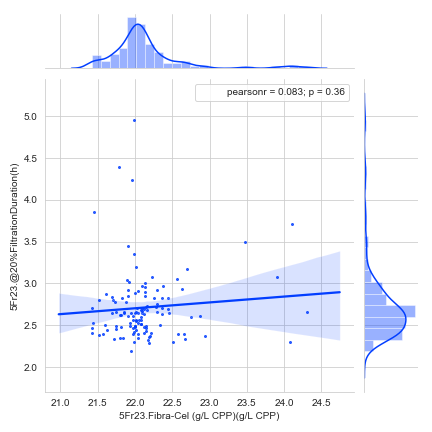 pearsonr = 0.083; p = 0.36
5.0
4.5
4.0
3.5
3.0
2.5
2.0
5Fr23.@20%FiltrationDuration(h)
21.0 21.5 22.0 22.5 23.0 23.5 24.0 24.5
5Fr23.Fibra-Cel (g/L CPP)(g/L CPP)